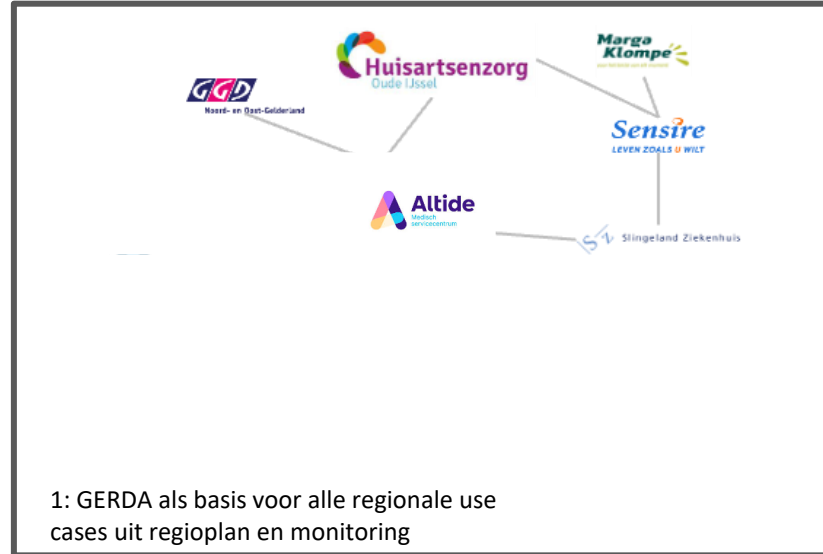 Huisartsenzorg
Oude IJssel
Marga
Klompe
GGD
Noord- en Oost-Gelderland
Sensire
LEVEN ZOALS U WILT
Altide
Medisch
servicecentrum
SZ Slingeland Ziekenhuis
1: GERDA als basis voor alle regionale use
cases uit regioplan en monitoring